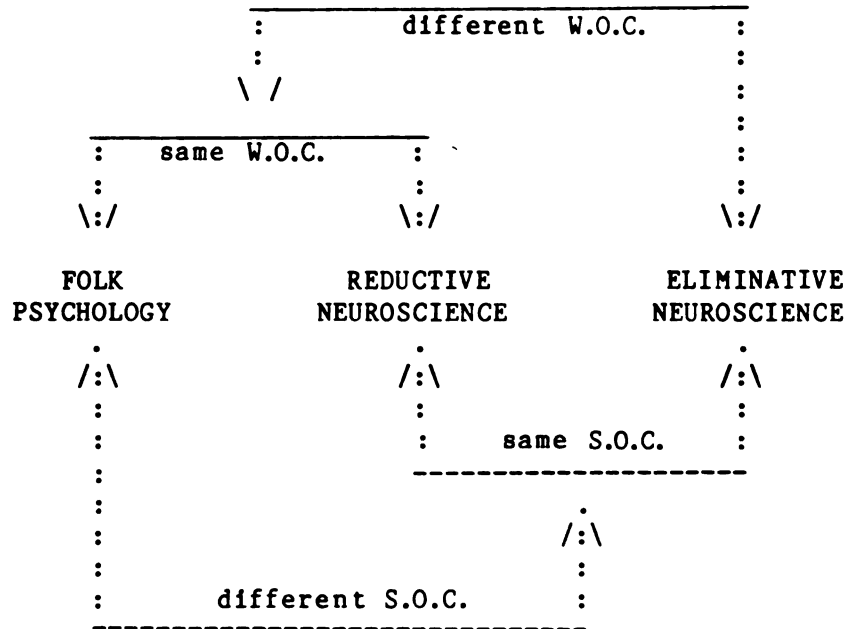 different W.O.C.
same W.O.C.
FOLK REDUCTIVE ELIMINATIVE
PSYCHOLOGY NEUROSCIENCE NEUROSCIENCE
same S.O.C.
different S.O.C.